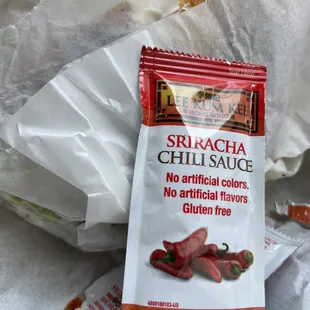 LEE KUM KEE
SRIRACHA
CHILI SAUCE
No artificial colors.
No artificial flavors
Gluten free